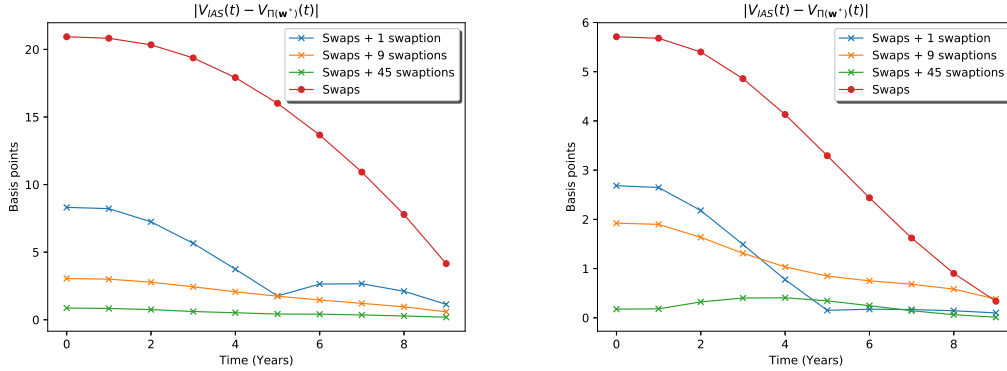 |V_{IAS}(t) − V_{Π(w*)}(t)|
Swaps + 1 swaption
Swaps + 9 swaptions
Swaps + 45 swaptions
Swaps
20
15
10
5
0
Basis points
0 2 4 6 8
Time (Years)
|V_{IAS}(t) − V_{Π(w*)}(t)|
Swaps + 1 swaption
Swaps + 9 swaptions
Swaps + 45 swaptions
Swaps
6
5
4
3
2
1
0
Basis points
0 2 4 6 8
Time (Years)